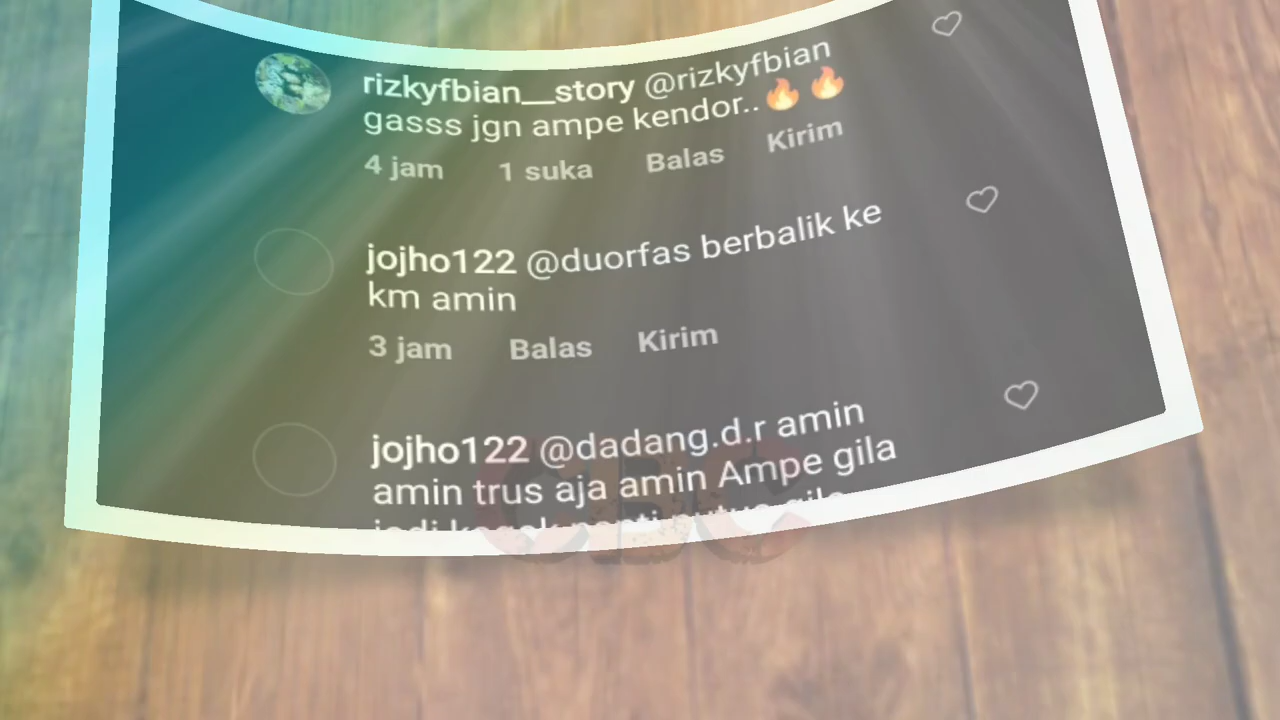 rizkyfbian__story @rizkyfbian
gasss jgn ampe kendor..🔥🔥
4 jam 1 suka Balas Kirim
jojho122 @duorfas berbalik ke
km amin
3 jam Balas Kirim
jojho122 @dadang.d.r amin
amin trus aja amin Ampe gila
CBC